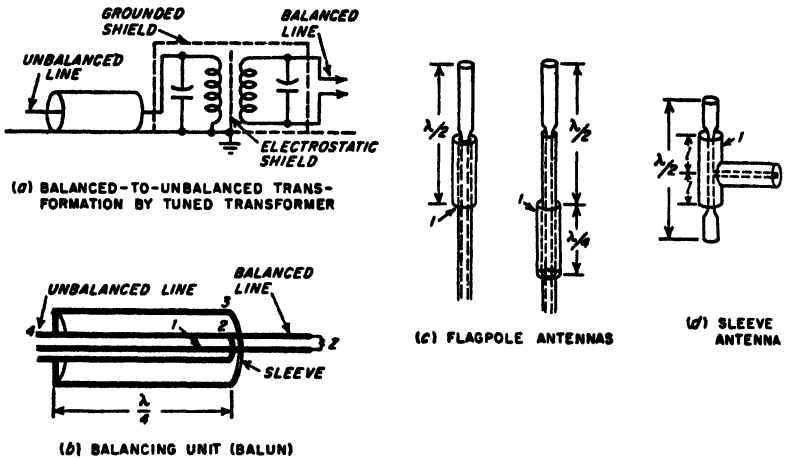 GROUNDED
SHIELD
BALANCED
LINE
UNBALANCED
LINE
ELECTROSTATIC
SHIELD
(a) BALANCED-TO-UNBALANCED TRANS-
FORMATION BY TUNED TRANSFORMER
UNBALANCED LINE
BALANCED
LINE
3
4
1
2
Z
SLEEVE
λ
4
(b) BALANCING UNIT (BALUN)
λ/2
1
λ/2
1
λ/4
(c) FLAGPOLE ANTENNAS
λ/2
1
l
l
(d) SLEEVE
ANTENNA